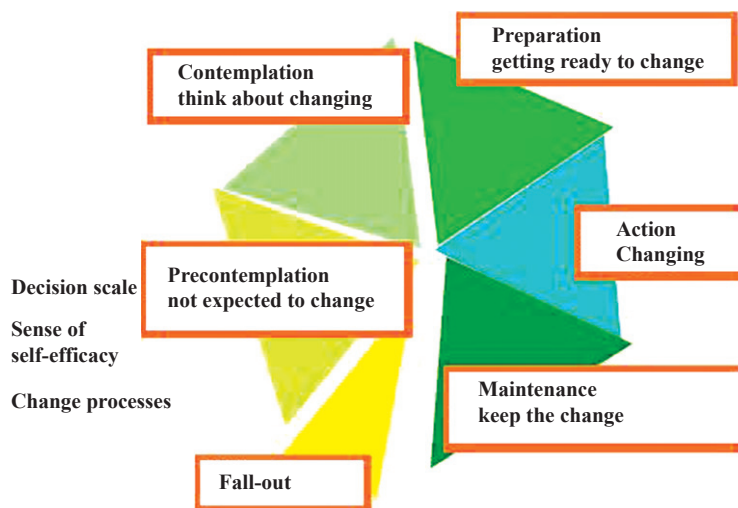 Preparation
getting ready to change
Contemplation
think about changing
Action
Changing
Precontemplation
not expected to change
Decision scale
Sense of
self-efficacy
Change processes
Maintenance
keep the change
Fall-out